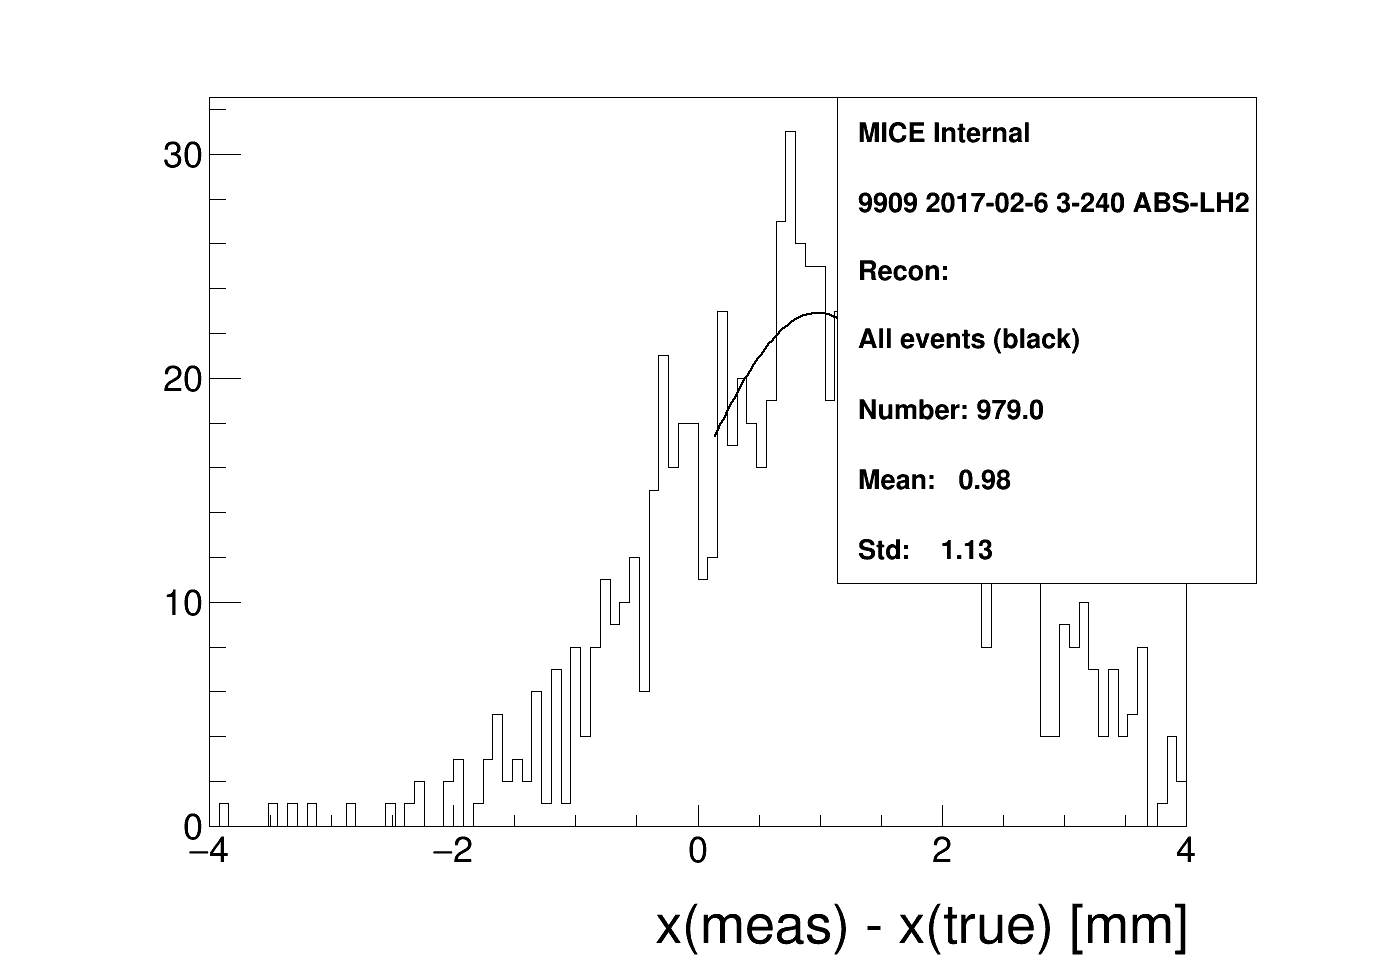 MICE Internal
9909 2017-02-6 3-240 ABS-LH2
Recon:
All events (black)
Number: 979.0
Mean: 0.98
Std: 1.13
30
20
10
0
−4 −2 0 2 4
x(meas) - x(true) [mm]